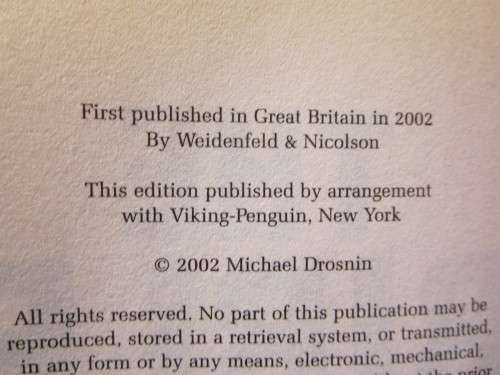 First published in Great Britain in 2002
By Weidenfeld & Nicolson
This edition published by arrangement
with Viking-Penguin, New York
© 2002 Michael Drosnin
All rights reserved. No part of this publication may be
reproduced, stored in a retrieval system, or transmitted,
in any form or by any means, electronic, mechanical,
the prior